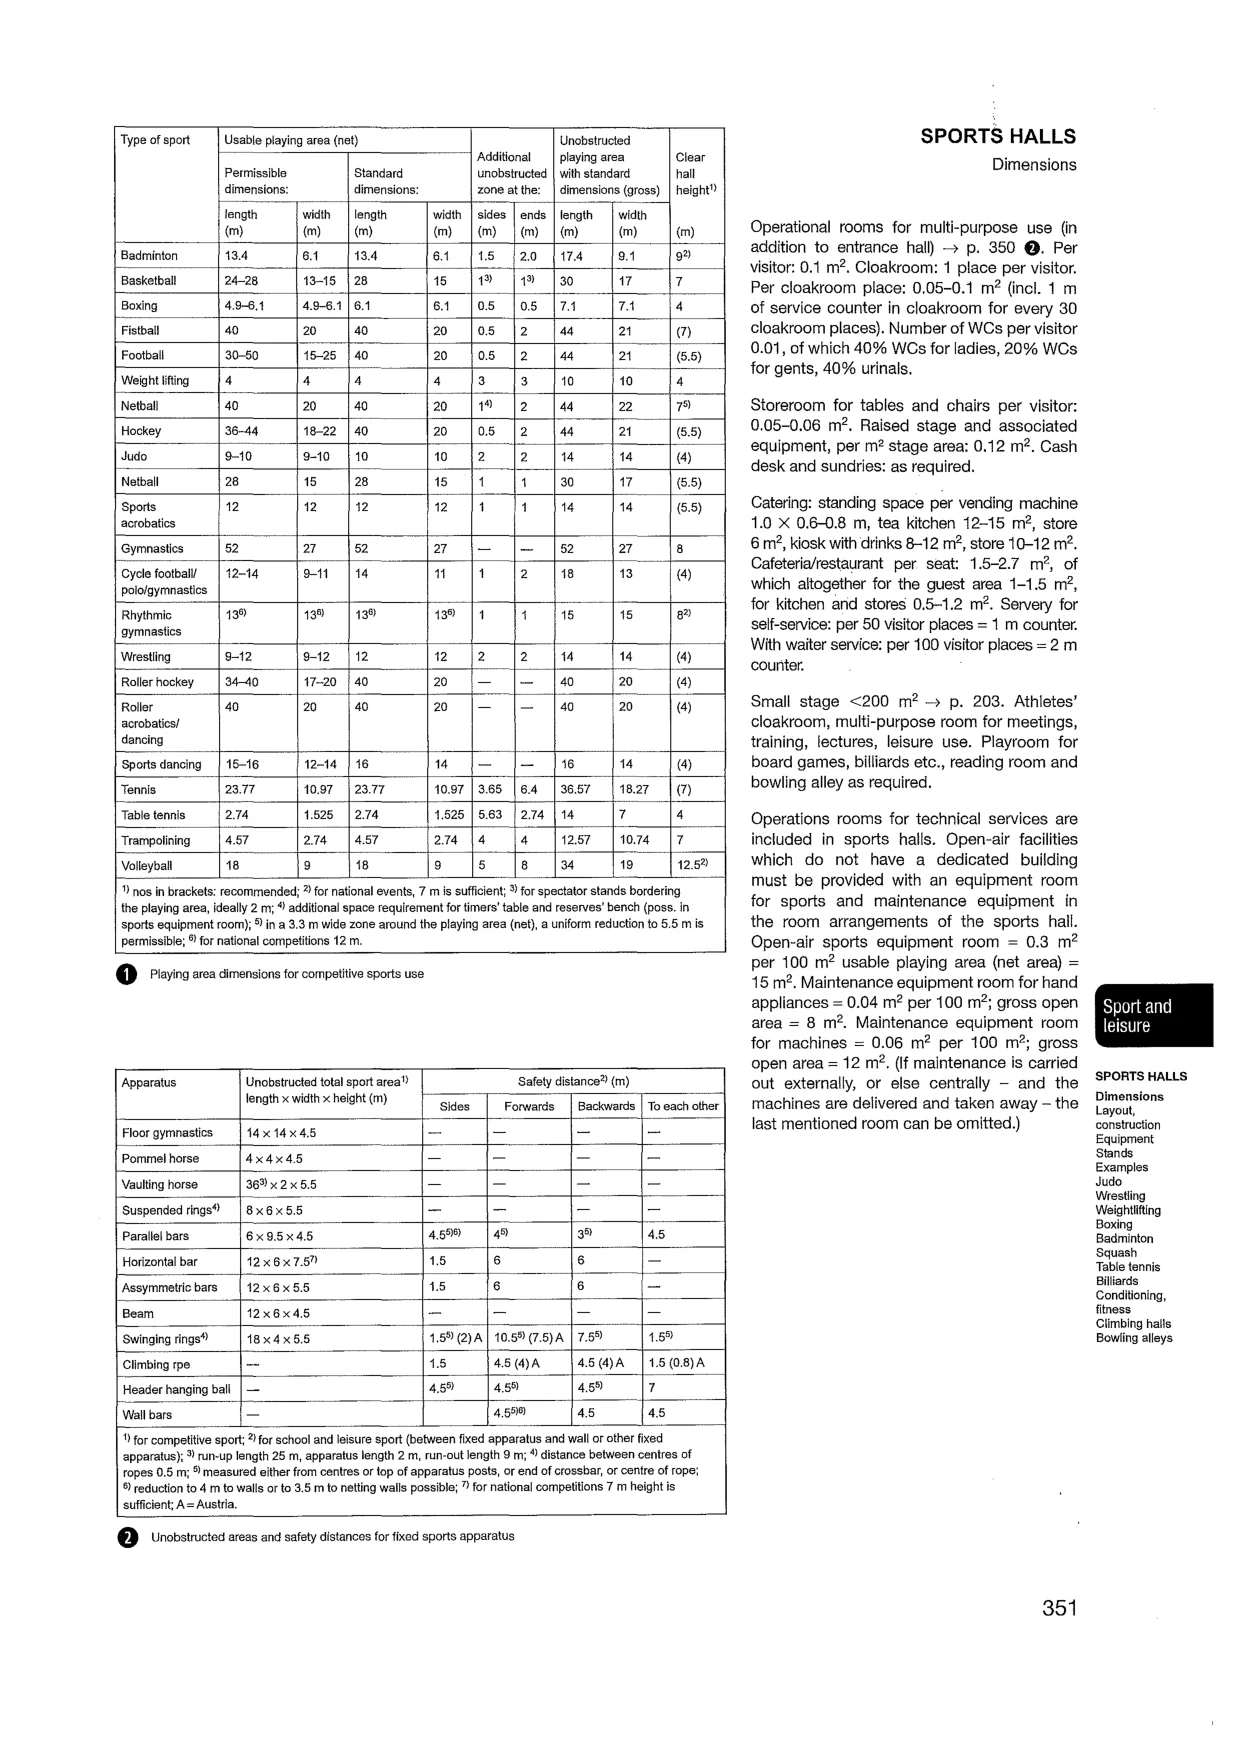 SPORTS HALLS
Dimensions
Type of sport | Usable playing area (net) | Additional unobstructed zone at the: | Unobstructed playing area with standard dimensions (gross) | Clear hall height1)
Permissible dimensions: | Standard dimensions:
length (m) | width (m) | length (m) | width (m) | sides (m) | ends (m) | length (m) | width (m) | (m)
Badminton | 13.4 | 6.1 | 13.4 | 6.1 | 1.5 | 2.0 | 17.4 | 9.1 | 92)
Basketball | 24–28 | 13–15 | 28 | 15 | 13) | 13) | 30 | 17 | 7
Boxing | 4.9–6.1 | 4.9–6.1 | 6.1 | 6.1 | 0.5 | 0.5 | 7.1 | 7.1 | 4
Fistball | 40 | 20 | 40 | 20 | 0.5 | 2 | 44 | 21 | (7)
Football | 30–50 | 15–25 | 40 | 20 | 0.5 | 2 | 44 | 21 | (5.5)
Weight lifting | 4 | 4 | 4 | 4 | 3 | 3 | 10 | 10 | 4
Netball | 40 | 20 | 40 | 20 | 14) | 2 | 44 | 22 | 75)
Hockey | 36–44 | 18–22 | 40 | 20 | 0.5 | 2 | 44 | 21 | (5.5)
Judo | 9–10 | 9–10 | 10 | 10 | 2 | 2 | 14 | 14 | (4)
Netball | 28 | 15 | 28 | 15 | 1 | 1 | 30 | 17 | (5.5)
Sports acrobatics | 12 | 12 | 12 | 12 | 1 | 1 | 14 | 14 | (5.5)
Gymnastics | 52 | 27 | 52 | 27 | — | — | 52 | 27 | 8
Cycle football/ polo/gymnastics | 12–14 | 9–11 | 14 | 11 | 1 | 2 | 18 | 13 | (4)
Rhythmic gymnastics | 136) | 136) | 136) | 136) | 1 | 1 | 15 | 15 | 82)
Wrestling | 9–12 | 9–12 | 12 | 12 | 2 | 2 | 14 | 14 | (4)
Roller hockey | 34–40 | 17–20 | 40 | 20 | — | — | 40 | 20 | (4)
Roller acrobatics/ dancing | 40 | 20 | 40 | 20 | — | — | 40 | 20 | (4)
Sports dancing | 15–16 | 12–14 | 16 | 14 | — | — | 16 | 14 | (4)
Tennis | 23.77 | 10.97 | 23.77 | 10.97 | 3.65 | 6.4 | 36.57 | 18.27 | (7)
Table tennis | 2.74 | 1.525 | 2.74 | 1.525 | 5.63 | 2.74 | 14 | 7 | 4
Trampolining | 4.57 | 2.74 | 4.57 | 2.74 | 4 | 4 | 12.57 | 10.74 | 7
Volleyball | 18 | 9 | 18 | 9 | 5 | 8 | 34 | 19 | 12.52)
1) nos in brackets: recommended; 2) for national events, 7 m is sufficient; 3) for spectator stands bordering
the playing area, ideally 2 m; 4) additional space requirement for timers' table and reserves' bench (poss. in
sports equipment room); 5) in a 3.3 m wide zone around the playing area (net), a uniform reduction to 5.5 m is
permissible; 6) for national competitions 12 m.
1 Playing area dimensions for competitive sports use
Apparatus | Unobstructed total sport area1) length × width × height (m) | Safety distance2) (m)
Sides | Forwards | Backwards | To each other
Floor gymnastics | 14 × 14 × 4.5 | — | — | — | —
Pommel horse | 4 × 4 × 4.5 | — | — | — | —
Vaulting horse | 363) × 2 × 5.5 | — | — | — | —
Suspended rings4) | 8 × 6 × 5.5 | — | — | — | —
Parallel bars | 6 × 9.5 × 4.5 | 4.55)6) | 45) | 35) | 4.5
Horizontal bar | 12 × 6 × 7.57) | 1.5 | 6 | 6 | —
Assymmetric bars | 12 × 6 × 5.5 | 1.5 | 6 | 6 | —
Beam | 12 × 6 × 4.5 | — | — | — | —
Swinging rings4) | 18 × 4 × 5.5 | 1.55) (2) A | 10.55) (7.5) A | 7.55) | 1.55)
Climbing rpe | — | 1.5 | 4.5 (4) A | 4.5 (4) A | 1.5 (0.8) A
Header hanging ball | — | 4.55) | 4.55) | 4.55) | 7
Wall bars | — | | 4.55)6) | 4.5 | 4.5
1) for competitive sport; 2) for school and leisure sport (between fixed apparatus and wall or other fixed
apparatus); 3) run-up length 25 m, apparatus length 2 m, run-out length 9 m; 4) distance between centres of
ropes 0.5 m; 5) measured either from centres or top of apparatus posts, or end of crossbar, or centre of rope;
6) reduction to 4 m to walls or to 3.5 m to netting walls possible; 7) for national competitions 7 m height is
sufficient; A = Austria.
2 Unobstructed areas and safety distances for fixed sports apparatus
Operational rooms for multi-purpose use (in
addition to entrance hall) → p. 350 2. Per
visitor: 0.1 m². Cloakroom: 1 place per visitor.
Per cloakroom place: 0.05–0.1 m² (incl. 1 m
of service counter in cloakroom for every 30
cloakroom places). Number of WCs per visitor
0.01, of which 40% WCs for ladies, 20% WCs
for gents, 40% urinals.
Storeroom for tables and chairs per visitor:
0.05–0.06 m². Raised stage and associated
equipment, per m² stage area: 0.12 m². Cash
desk and sundries: as required.
Catering: standing space per vending machine
1.0 × 0.6–0.8 m, tea kitchen 12–15 m², store
6 m², kiosk with drinks 8–12 m², store 10–12 m².
Cafeteria/restaurant per seat: 1.5–2.7 m², of
which altogether for the guest area 1–1.5 m²,
for kitchen and stores 0.5–1.2 m². Servery for
self-service: per 50 visitor places = 1 m counter.
With waiter service: per 100 visitor places = 2 m
counter.
Small stage <200 m² → p. 203. Athletes'
cloakroom, multi-purpose room for meetings,
training, lectures, leisure use. Playroom for
board games, billiards etc., reading room and
bowling alley as required.
Operations rooms for technical services are
included in sports halls. Open-air facilities
which do not have a dedicated building
must be provided with an equipment room
for sports and maintenance equipment in
the room arrangements of the sports hall.
Open-air sports equipment room = 0.3 m²
per 100 m² usable playing area (net area) =
15 m². Maintenance equipment room for hand
appliances = 0.04 m² per 100 m²; gross open
area = 8 m². Maintenance equipment room
for machines = 0.06 m² per 100 m²; gross
open area = 12 m². (If maintenance is carried
out externally, or else centrally – and the
machines are delivered and taken away – the
last mentioned room can be omitted.)
Sport and
leisure
SPORTS HALLS
Dimensions
Layout,
construction
Equipment
Stands
Examples
Judo
Wrestling
Weightlifting
Boxing
Badminton
Squash
Table tennis
Billiards
Conditioning,
fitness
Climbing halls
Bowling alleys
351